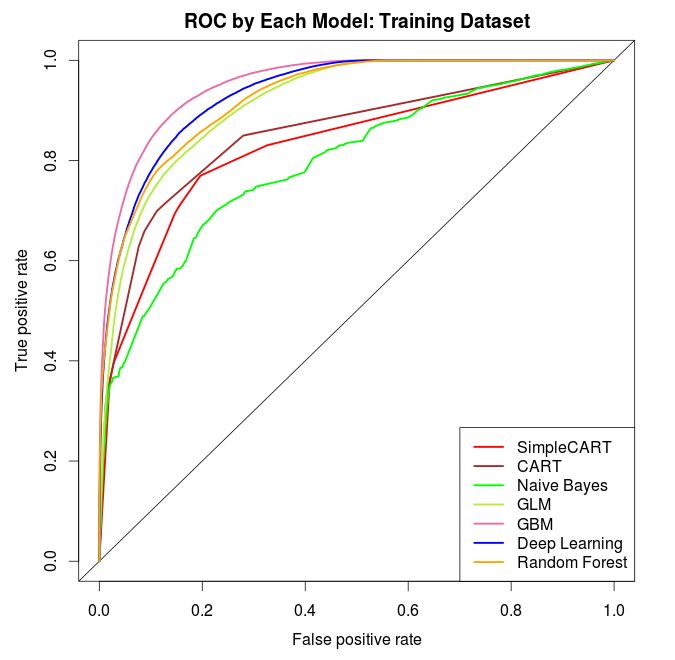 ROC by Each Model: Training Dataset
True positive rate
1.0
0.8
0.6
0.4
0.2
0.0
SimpleCART
CART
Naive Bayes
GLM
GBM
Deep Learning
Random Forest
0.0 0.2 0.4 0.6 0.8 1.0
False positive rate